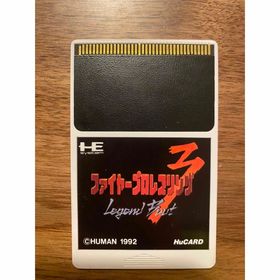 HE SYSTEM
ファイヤープロレスリング3
Legend Bout
©HUMAN 1992
HuCARD